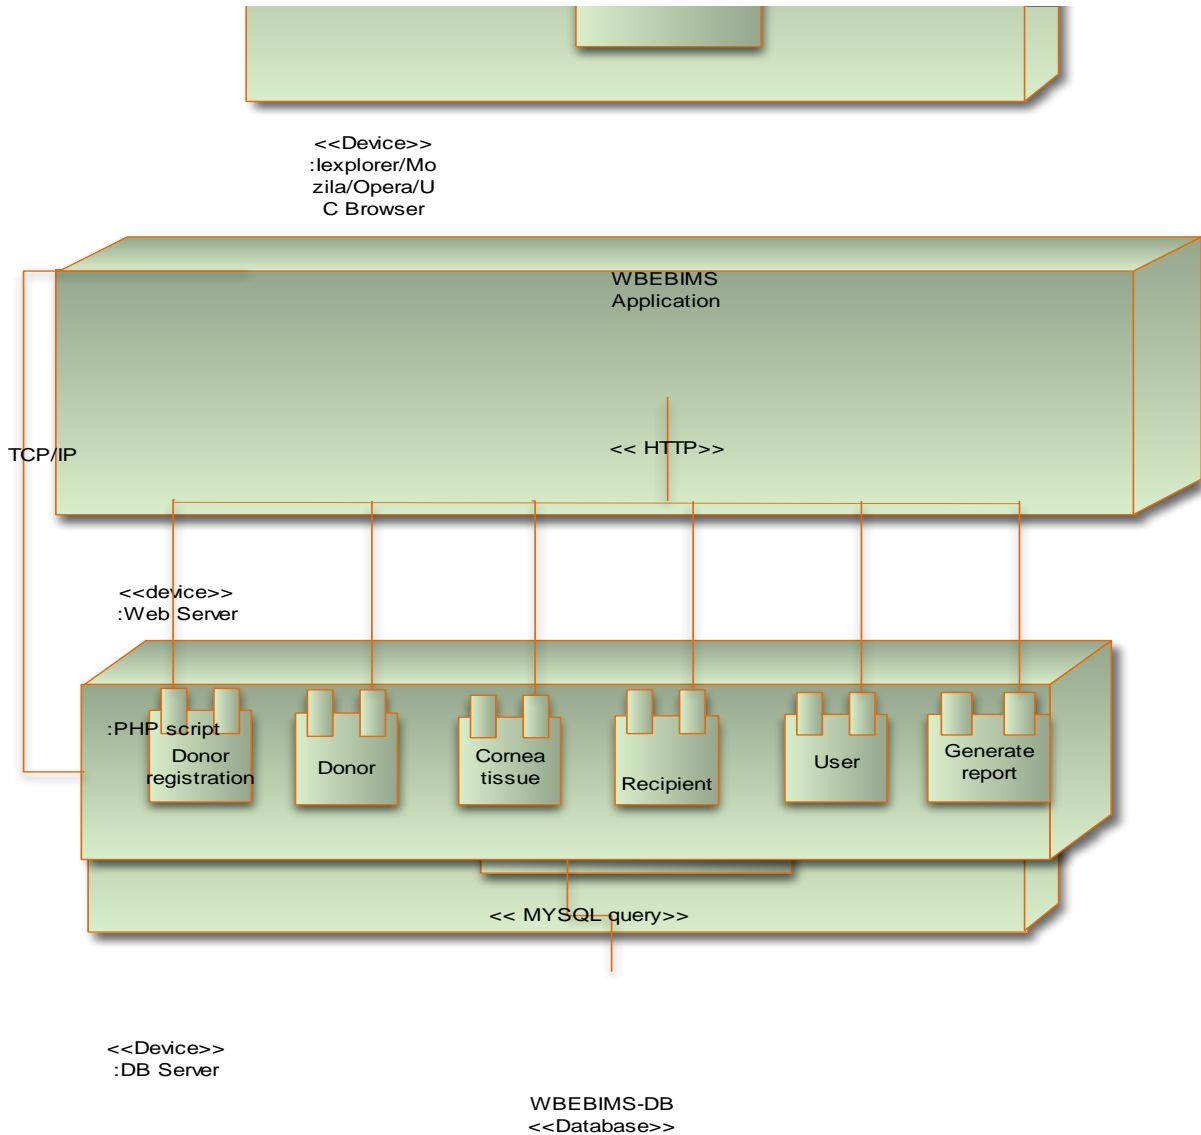 <<Device>>
:Iexplorer/Mo
zila/Opera/U
C Browser
WBEBIMS
Application
TCP/IP
<< HTTP>>
<<device>>
:Web Server
:PHP script
Donor
registration
Donor
Cornea
tissue
Recipient
User
Generate
report
<< MYSQL query>>
<<Device>>
:DB Server
WBEBIMS-DB
<<Database>>